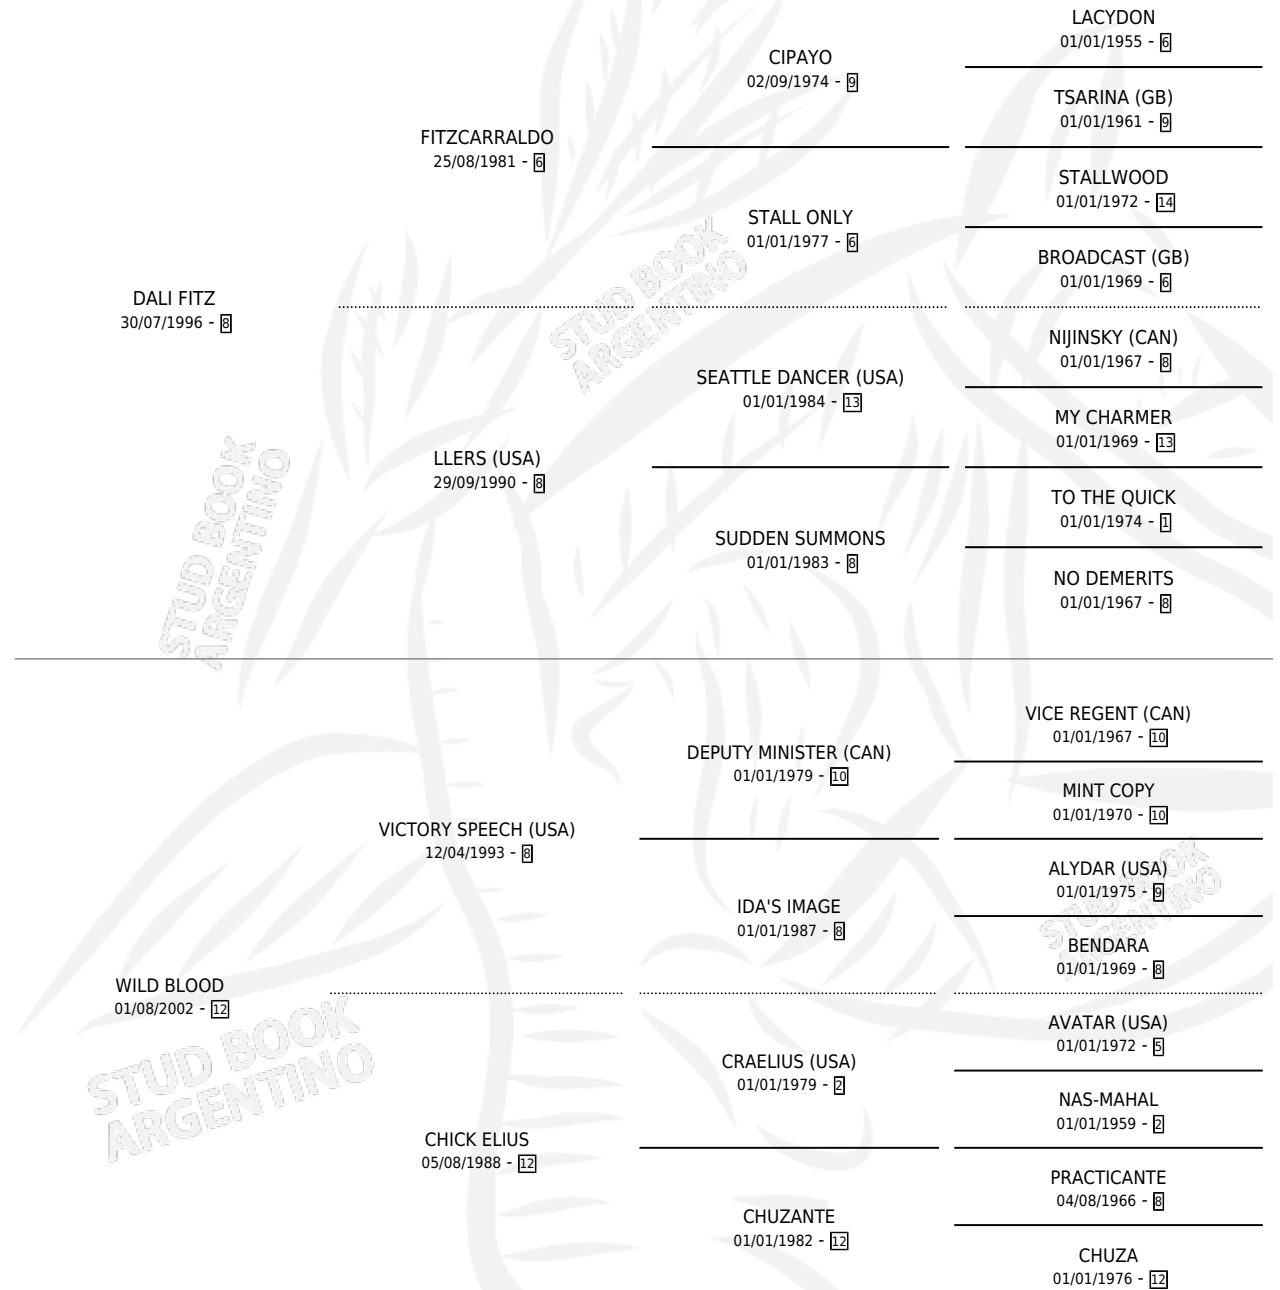 LACYDON
01/01/1955 - 6
CIPAYO
02/09/1974 - 9
TSARINA (GB)
01/01/1961 - 9
FITZCARRALDO
25/08/1981 - 6
STALLWOOD
01/01/1972 - 14
STALL ONLY
01/01/1977 - 6
BROADCAST (GB)
01/01/1969 - 6
DALI FITZ
30/07/1996 - 8
STUD BOOK
ARGENTINO
NIJINSKY (CAN)
01/01/1967 - 8
SEATTLE DANCER (USA)
01/01/1984 - 13
MY CHARMER
01/01/1969 - 13
LLERS (USA)
29/09/1990 - 8
TO THE QUICK
01/01/1974 - 1
SUDDEN SUMMONS
01/01/1983 - 8
NO DEMERITS
01/01/1967 - 8
STUD BOOK
ARGENTINO
VICE REGENT (CAN)
01/01/1967 - 10
DEPUTY MINISTER (CAN)
01/01/1979 - 10
MINT COPY
01/01/1970 - 10
VICTORY SPEECH (USA)
12/04/1993 - 8
ALYDAR (USA)
01/01/1975 - 9
IDA'S IMAGE
01/01/1987 - 8
STUD BOOK
ARGENTINO
BENDARA
01/01/1969 - 8
WILD BLOOD
01/08/2002 - 12
AVATAR (USA)
01/01/1972 - 5
CRAELIUS (USA)
01/01/1979 - 2
STUD BOOK
ARGENTINO
NAS-MAHAL
01/01/1959 - 2
CHICK ELIUS
05/08/1988 - 12
PRACTICANTE
04/08/1966 - 8
CHUZANTE
01/01/1982 - 12
CHUZA
01/01/1976 - 12